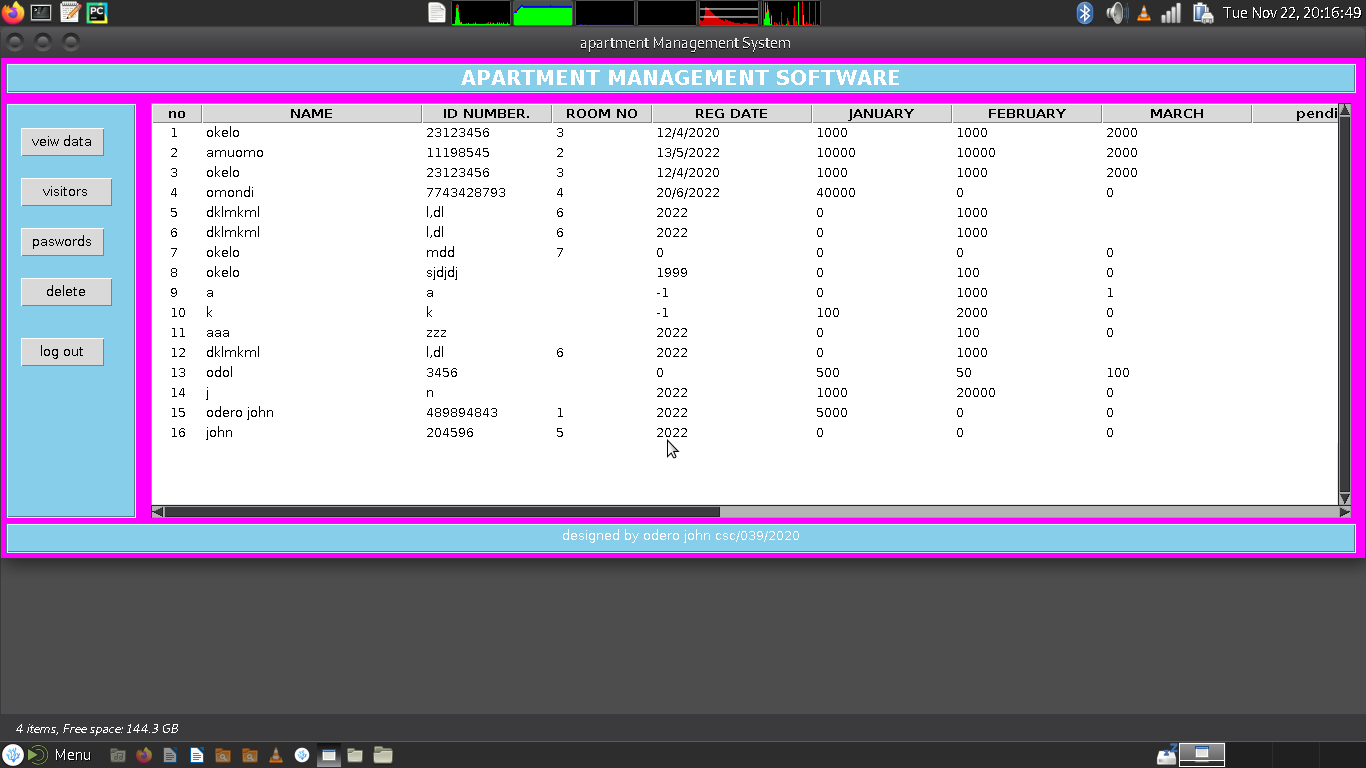 Tue Nov 22, 20:16:49
apartment Management System
APARTMENT MANAGEMENT SOFTWARE
veiw data
visitors
paswords
delete
log out
no NAME ID NUMBER. ROOM NO REG DATE JANUARY FEBRUARY MARCH pendi
1 okelo 23123456 3 12/4/2020 1000 1000 2000
2 amuomo 11198545 2 13/5/2022 10000 10000 2000
3 okelo 23123456 3 12/4/2020 1000 1000 2000
4 omondi 7743428793 4 20/6/2022 40000 0 0
5 dklmkml l,dl 6 2022 0 1000
6 dklmkml l,dl 6 2022 0 1000
7 okelo mdd 7 0 0 0 0
8 okelo sjdjdj 1999 0 100 0
9 a a -1 0 1000 1
10 k k -1 100 2000 0
11 aaa zzz 2022 0 100 0
12 dklmkml l,dl 6 2022 0 1000
13 odol 3456 0 500 50 100
14 j n 2022 1000 20000 0
15 odero john 489894843 1 2022 5000 0 0
16 john 204596 5 2022 0 0 0
designed by odero john csc/039/2020
4 items, Free space: 144.3 GB
Menu